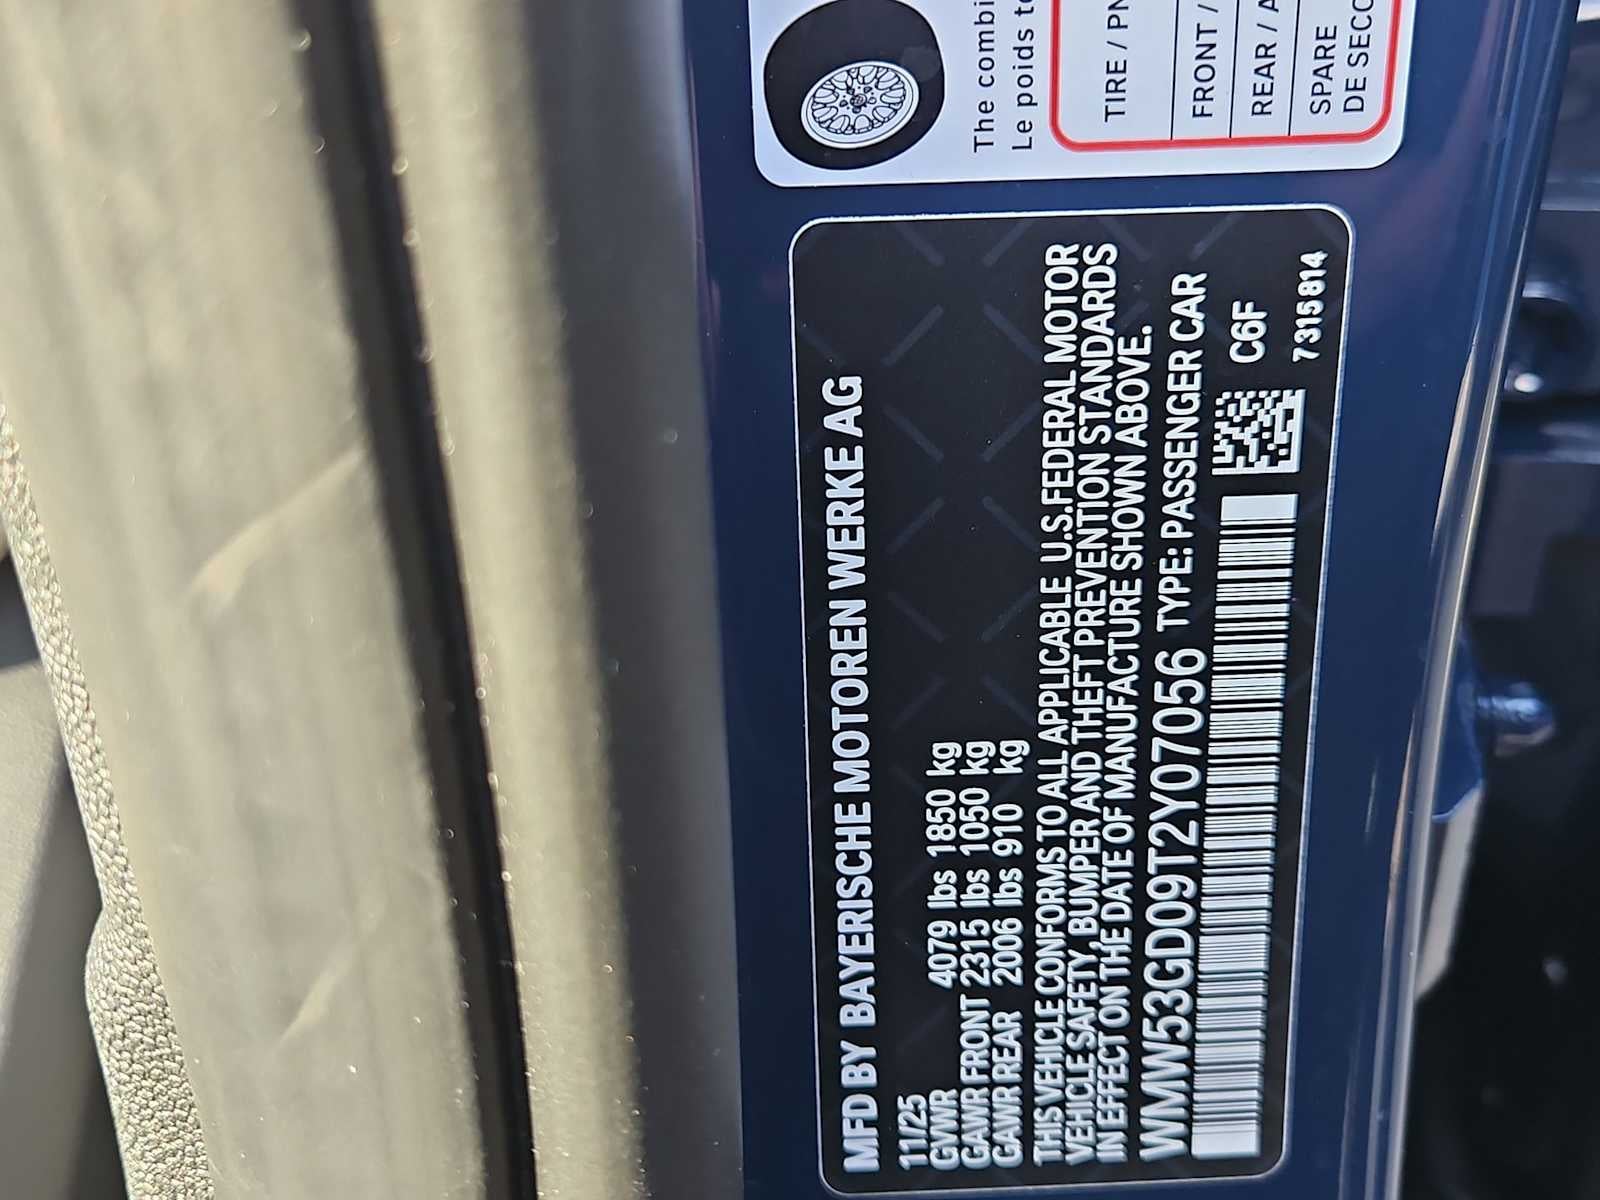 MFD BY BAYERISCHE MOTOREN WERKE AG
11/25
GVWR 4079 lbs 1850 kg
GAWR FRONT 2315 lbs 1050 kg
GAWR REAR 2006 lbs 910 kg
THIS VEHICLE CONFORMS TO ALL APPLICABLE U.S.FEDERAL MOTOR
VEHICLE SAFETY, BUMPER AND THEFT PREVENTION STANDARDS
IN EFFECT ON THE DATE OF MANUFACTURE SHOWN ABOVE.
WMW53GD09T2Y07056 TYPE: PASSENGER CAR
C6F
7315814
The
Le poids
TIRE /
FRONT /
REAR /
SPARE
DE